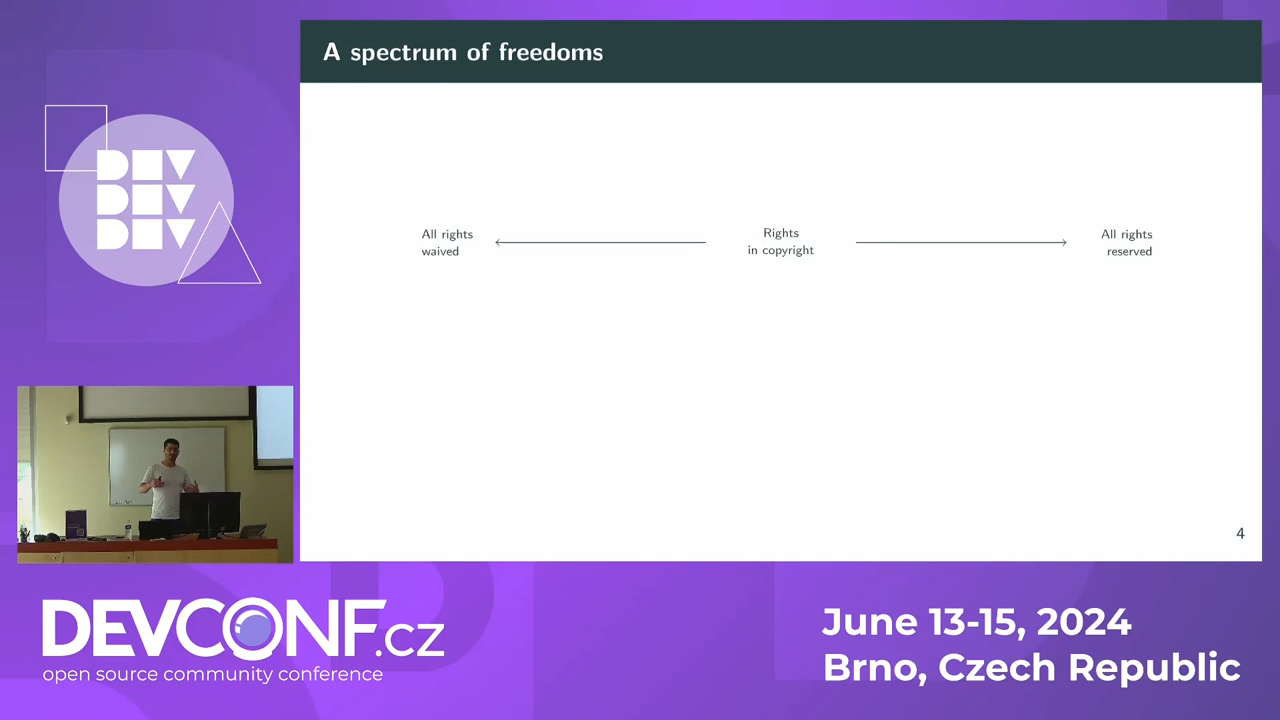 A spectrum of freedoms
DEV
DEV
DEV
All rights
waived
Rights
in copyright
All rights
reserved
4
DEVCONF.cz
open source community conference
June 13-15, 2024
Brno, Czech Republic